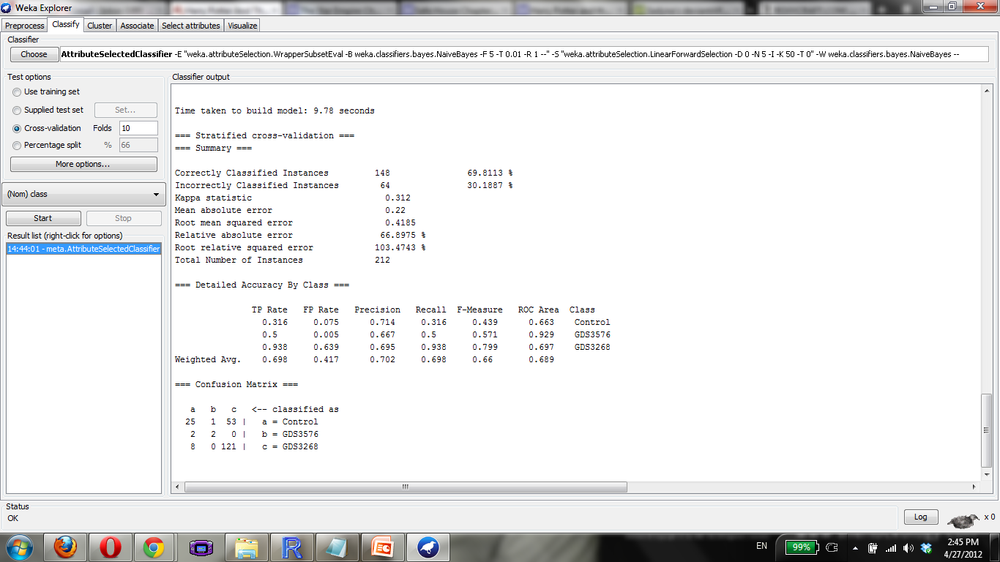 Weka Explorer
Preprocess Classify Cluster Associate Select attributes Visualize
Classifier
Choose AttributeSelectedClassifier -E "weka.attributeSelection.WrapperSubsetEval -B weka.classifiers.bayes.NaiveBayes -F 5 -T 0.01 -R 1 --" -S "weka.attributeSelection.LinearForwardSelection -D 0 -N 5 -I -K 50 -T 0" -W weka.classifiers.bayes.NaiveBayes --
Test options
Use training set
Supplied test set Set...
Cross-validation Folds 10
Percentage split % 66
More options...
(Nom) class
Start Stop
Result list (right-click for options)
14:44:01 - meta.AttributeSelectedClassifier
Classifier output
Time taken to build model: 9.78 seconds
=== Stratified cross-validation ===
=== Summary ===
Correctly Classified Instances 148 69.8113 %
Incorrectly Classified Instances 64 30.1887 %
Kappa statistic 0.312
Mean absolute error 0.22
Root mean squared error 0.4185
Relative absolute error 66.8975 %
Root relative squared error 103.4743 %
Total Number of Instances 212
=== Detailed Accuracy By Class ===
TP Rate FP Rate Precision Recall F-Measure ROC Area Class
0.316 0.075 0.714 0.316 0.439 0.663 Control
0.5 0.005 0.667 0.5 0.571 0.929 GDS3576
0.938 0.639 0.695 0.938 0.799 0.697 GDS3268
Weighted Avg. 0.698 0.417 0.702 0.698 0.66 0.689
=== Confusion Matrix ===
a b c <-- classified as
25 1 53 | a = Control
2 2 0 | b = GDS3576
8 0 121 | c = GDS3268
Status
OK
Log x 0
EN 99% 2:45 PM
4/27/2012